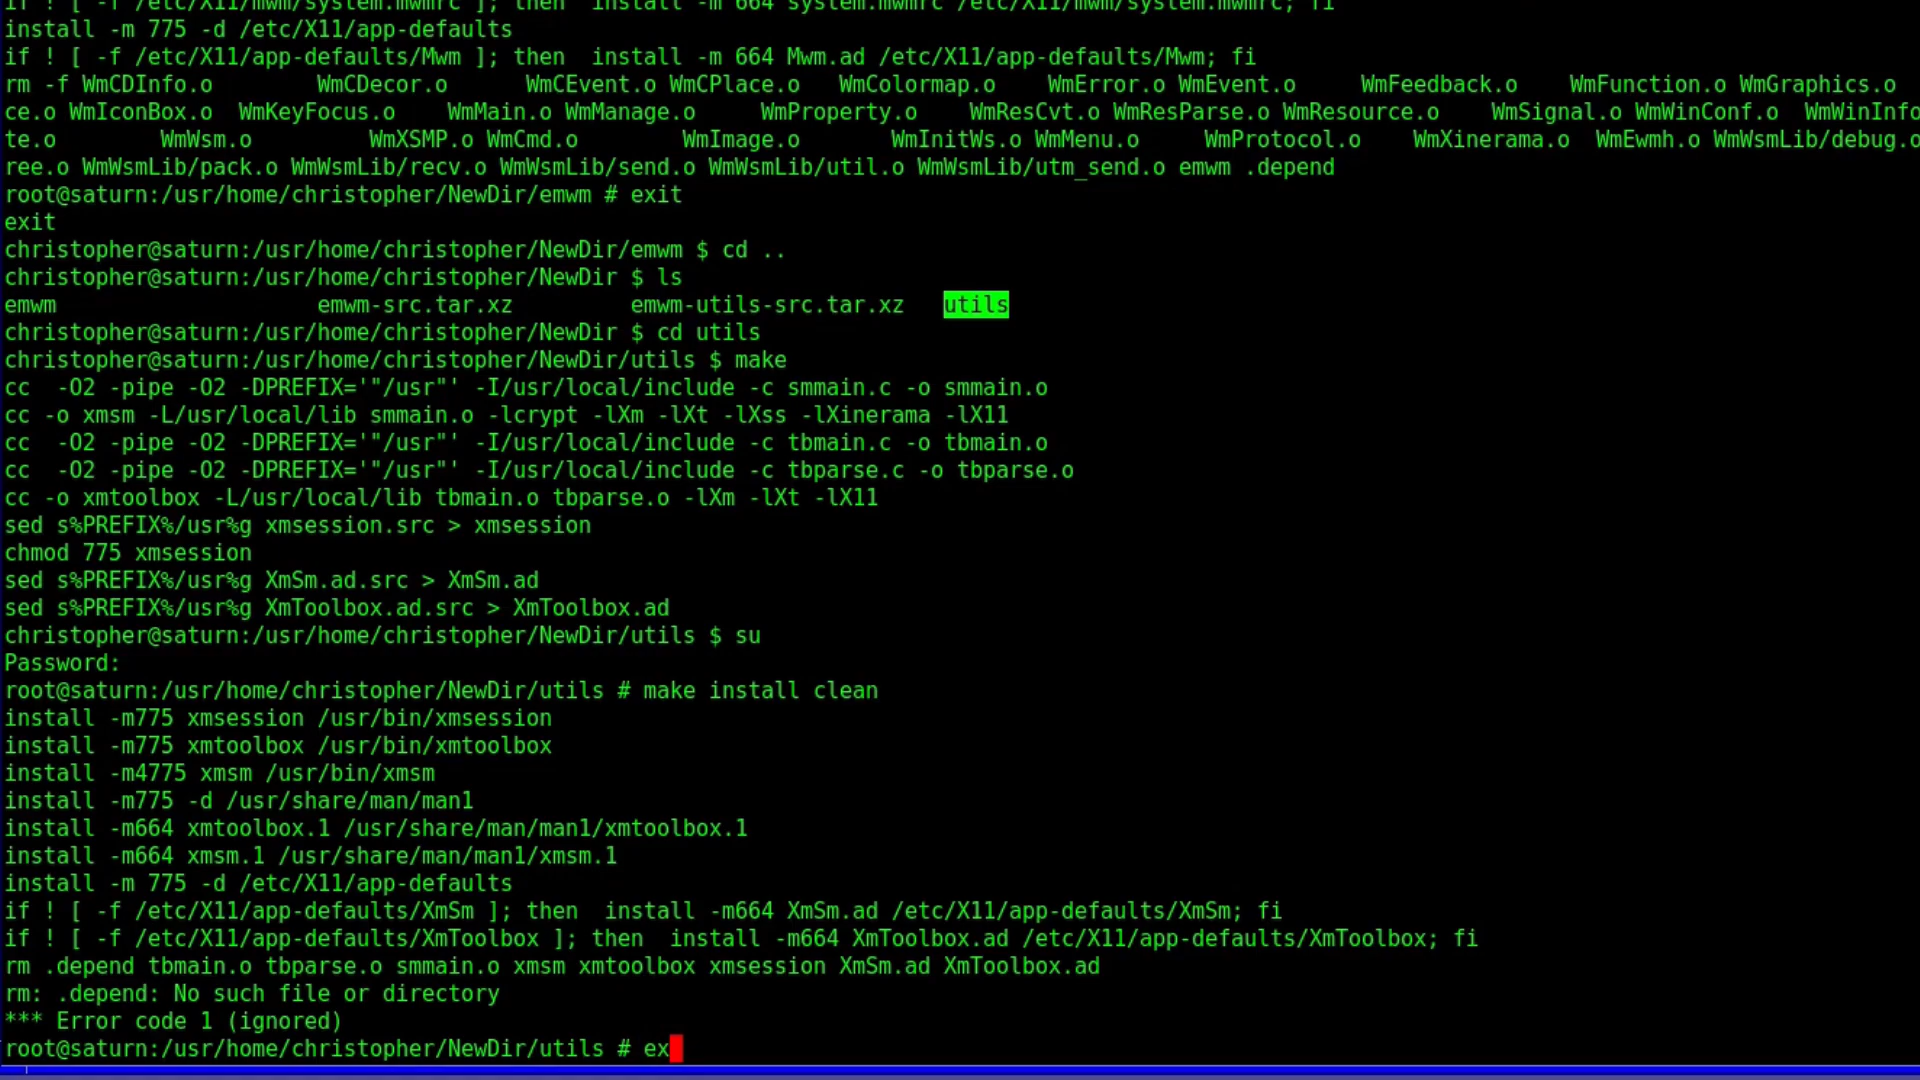 if ! [ -f /etc/X11/mwm/system.mwmrc ]; then  install -m 664 system.mwmrc /etc/X11/mwm/system.mwmrc; fi
install -m 775 -d /etc/X11/app-defaults
if ! [ -f /etc/X11/app-defaults/Mwm ]; then  install -m 664 Mwm.ad /etc/X11/app-defaults/Mwm; fi
rm -f WmCDInfo.o        WmCDecor.o      WmCEvent.o WmCPlace.o   WmColormap.o    WmError.o WmEvent.o     WmFeedback.o    WmFunction.o WmGraphics.o
ce.o WmIconBox.o  WmKeyFocus.o    WmMain.o WmManage.o     WmProperty.o    WmResCvt.o WmResParse.o WmResource.o    WmSignal.o WmWinConf.o  WmWinInfo
te.o        WmWsm.o         WmXSMP.o WmCmd.o        WmImage.o       WmInitWs.o WmMenu.o     WmProtocol.o    WmXinerama.o  WmEwmh.o WmWsmLib/debug.o
ree.o WmWsmLib/pack.o WmWsmLib/recv.o WmWsmLib/send.o WmWsmLib/util.o WmWsmLib/utm_send.o emwm .depend
root@saturn:/usr/home/christopher/NewDir/emwm # exit
exit
christopher@saturn:/usr/home/christopher/NewDir/emwm $ cd ..
christopher@saturn:/usr/home/christopher/NewDir $ ls
emwm                    emwm-src.tar.xz         emwm-utils-src.tar.xz   utils
christopher@saturn:/usr/home/christopher/NewDir $ cd utils
christopher@saturn:/usr/home/christopher/NewDir/utils $ make
cc  -O2 -pipe -O2 -DPREFIX='"/usr"' -I/usr/local/include -c smmain.c -o smmain.o
cc -o xmsm -L/usr/local/lib smmain.o -lcrypt -lXm -lXt -lXss -lXinerama -lX11
cc  -O2 -pipe -O2 -DPREFIX='"/usr"' -I/usr/local/include -c tbmain.c -o tbmain.o
cc  -O2 -pipe -O2 -DPREFIX='"/usr"' -I/usr/local/include -c tbparse.c -o tbparse.o
cc -o xmtoolbox -L/usr/local/lib tbmain.o tbparse.o -lXm -lXt -lX11
sed s%PREFIX%/usr%g xmsession.src > xmsession
chmod 775 xmsession
sed s%PREFIX%/usr%g XmSm.ad.src > XmSm.ad
sed s%PREFIX%/usr%g XmToolbox.ad.src > XmToolbox.ad
christopher@saturn:/usr/home/christopher/NewDir/utils $ su
Password:
root@saturn:/usr/home/christopher/NewDir/utils # make install clean
install -m775 xmsession /usr/bin/xmsession
install -m775 xmtoolbox /usr/bin/xmtoolbox
install -m4775 xmsm /usr/bin/xmsm
install -m775 -d /usr/share/man/man1
install -m664 xmtoolbox.1 /usr/share/man/man1/xmtoolbox.1
install -m664 xmsm.1 /usr/share/man/man1/xmsm.1
install -m 775 -d /etc/X11/app-defaults
if ! [ -f /etc/X11/app-defaults/XmSm ]; then  install -m664 XmSm.ad /etc/X11/app-defaults/XmSm; fi
if ! [ -f /etc/X11/app-defaults/XmToolbox ]; then  install -m664 XmToolbox.ad /etc/X11/app-defaults/XmToolbox; fi
rm .depend tbmain.o tbparse.o smmain.o xmsm xmtoolbox xmsession XmSm.ad XmToolbox.ad
rm: .depend: No such file or directory
*** Error code 1 (ignored)
root@saturn:/usr/home/christopher/NewDir/utils # ex